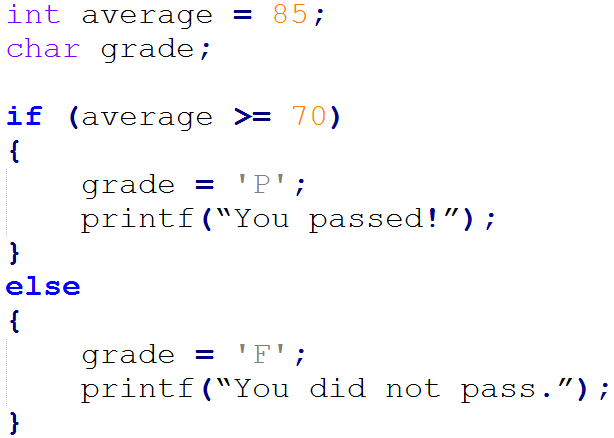 int average = 85;
char grade;
if (average >= 70)
{
grade = 'P';
printf(“You passed!”);
}
else
{
grade = 'F';
printf(“You did not pass.”);
}